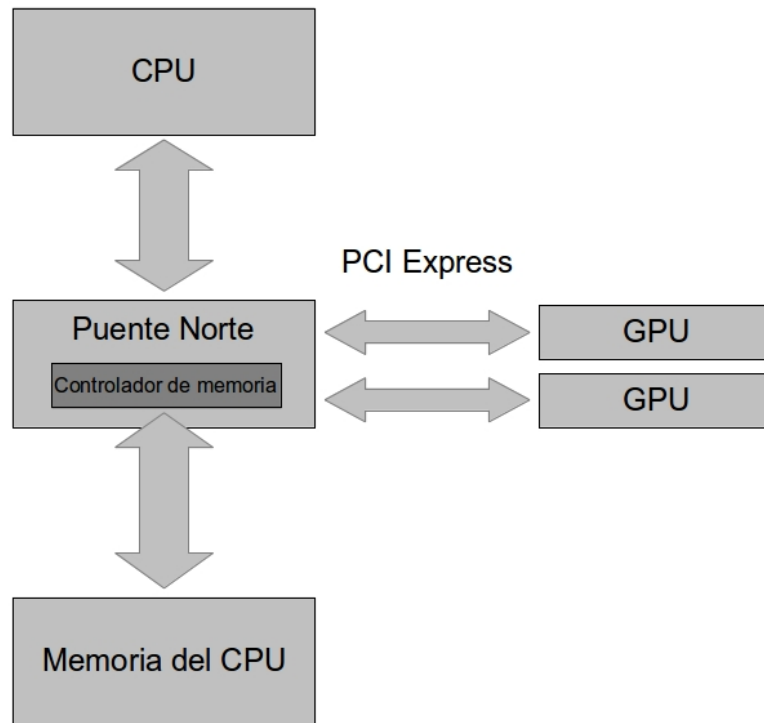 CPU
PCI Express
Puente Norte
Controlador de memoria
GPU
GPU
Memoria del CPU